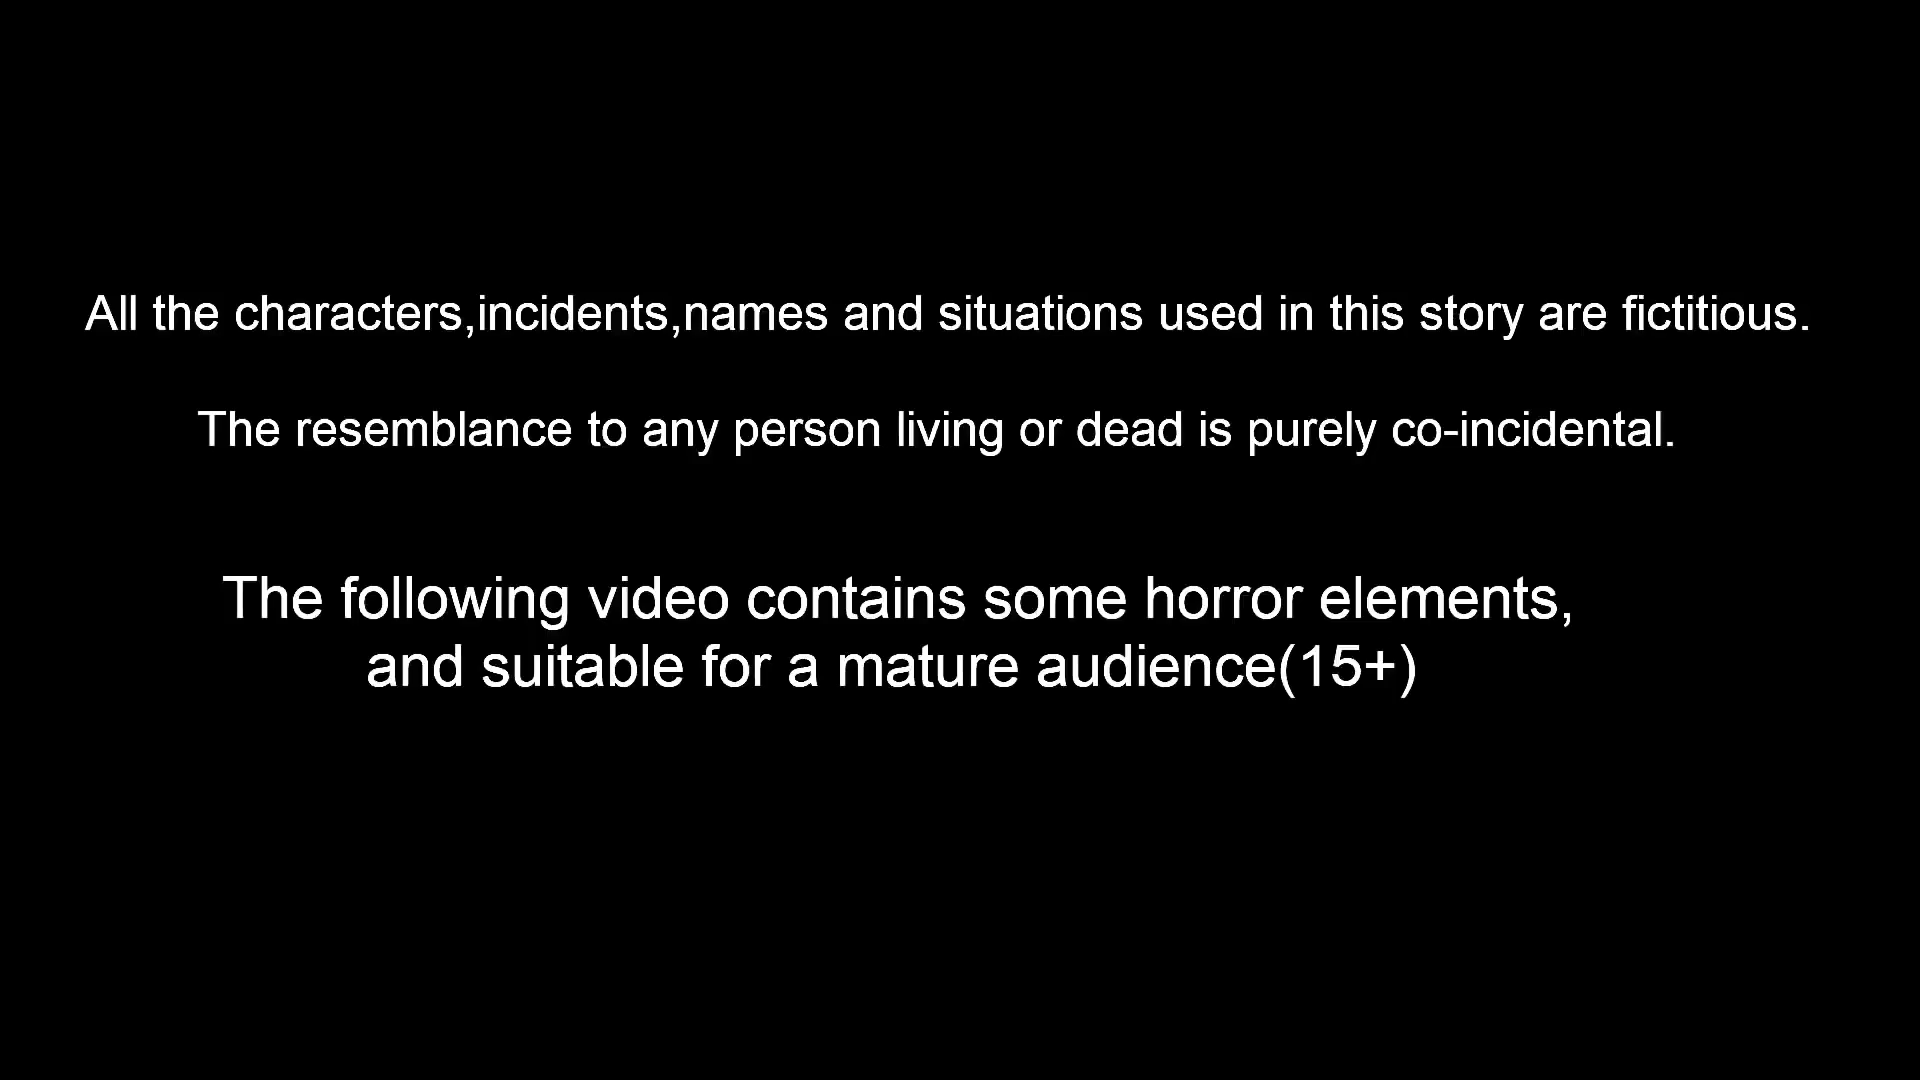 All the characters,incidents,names and situations used in this story are fictitious.
The resemblance to any person living or dead is purely co-incidental.
The following video contains some horror elements,
and suitable for a mature audience(15+)